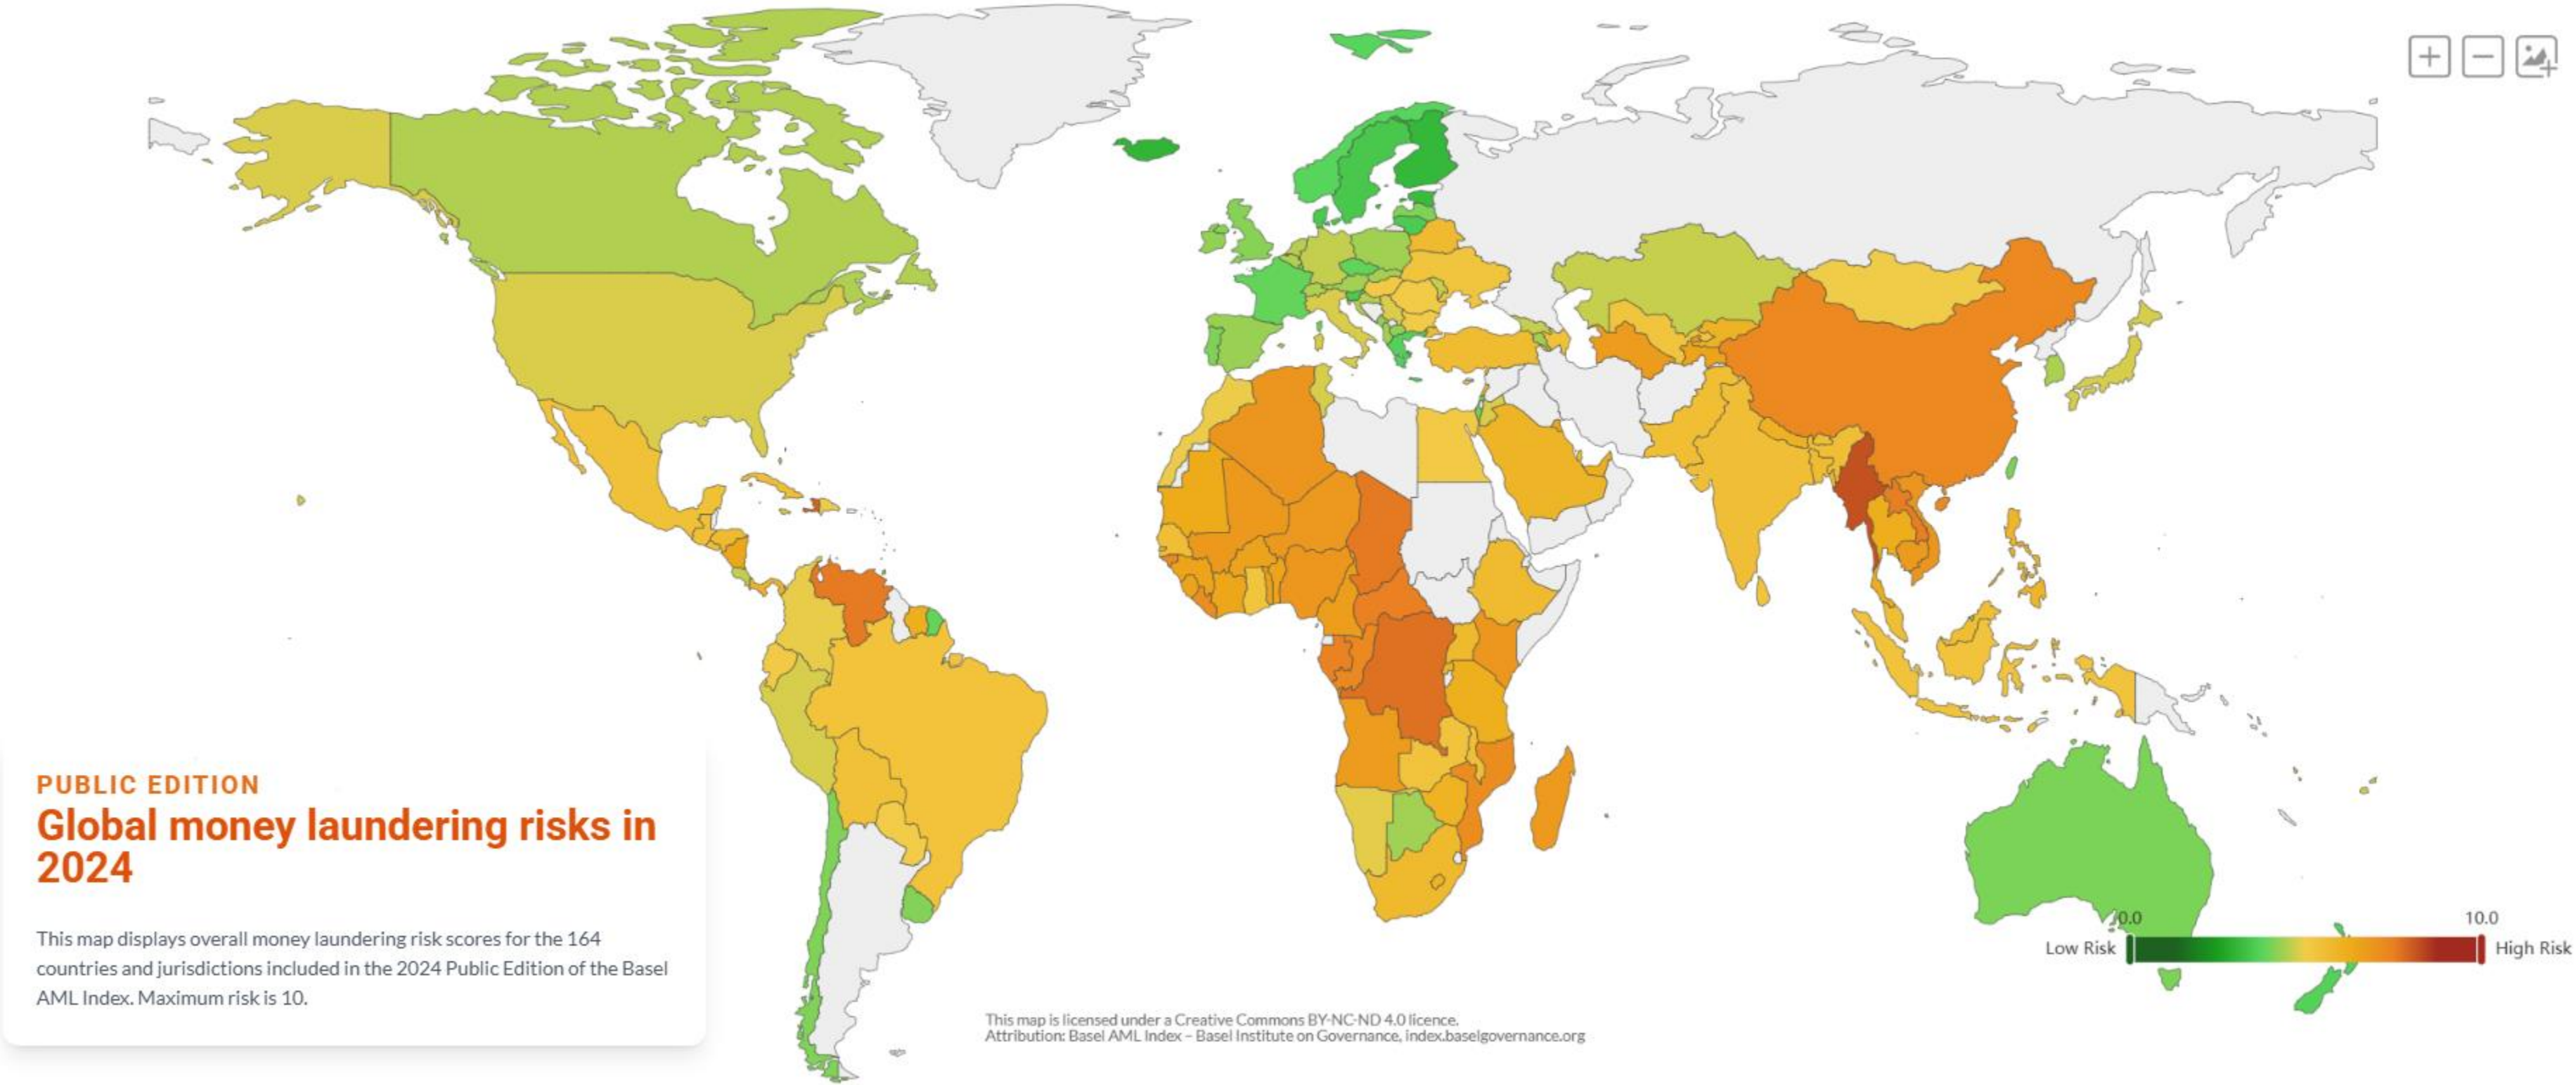 PUBLIC EDITION
Global money laundering risks in
2024
This map displays overall money laundering risk scores for the 164
countries and jurisdictions included in the 2024 Public Edition of the Basel
AML Index. Maximum risk is 10.
This map is licensed under a Creative Commons BY-NC-ND 4.0 licence.
Attribution: Basel AML Index – Basel Institute on Governance, index.baselgovernance.org
0.0 10.0
Low Risk High Risk